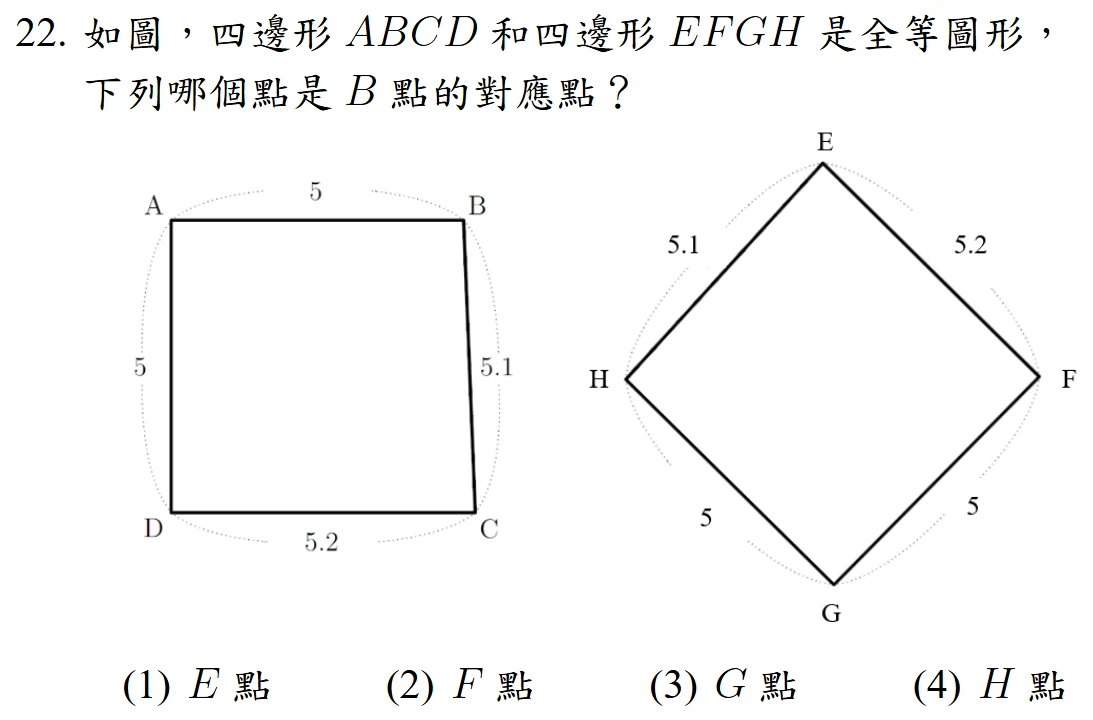 22. 如圖，四邊形 ABCD 和四邊形 EFGH 是全等圖形，
下列哪個點是 B 點的對應點？
E
5
A B
5.1 5.2
5 5.1
H F
5 5
D C
5.2
G
(1) E 點 (2) F 點 (3) G 點 (4) H 點